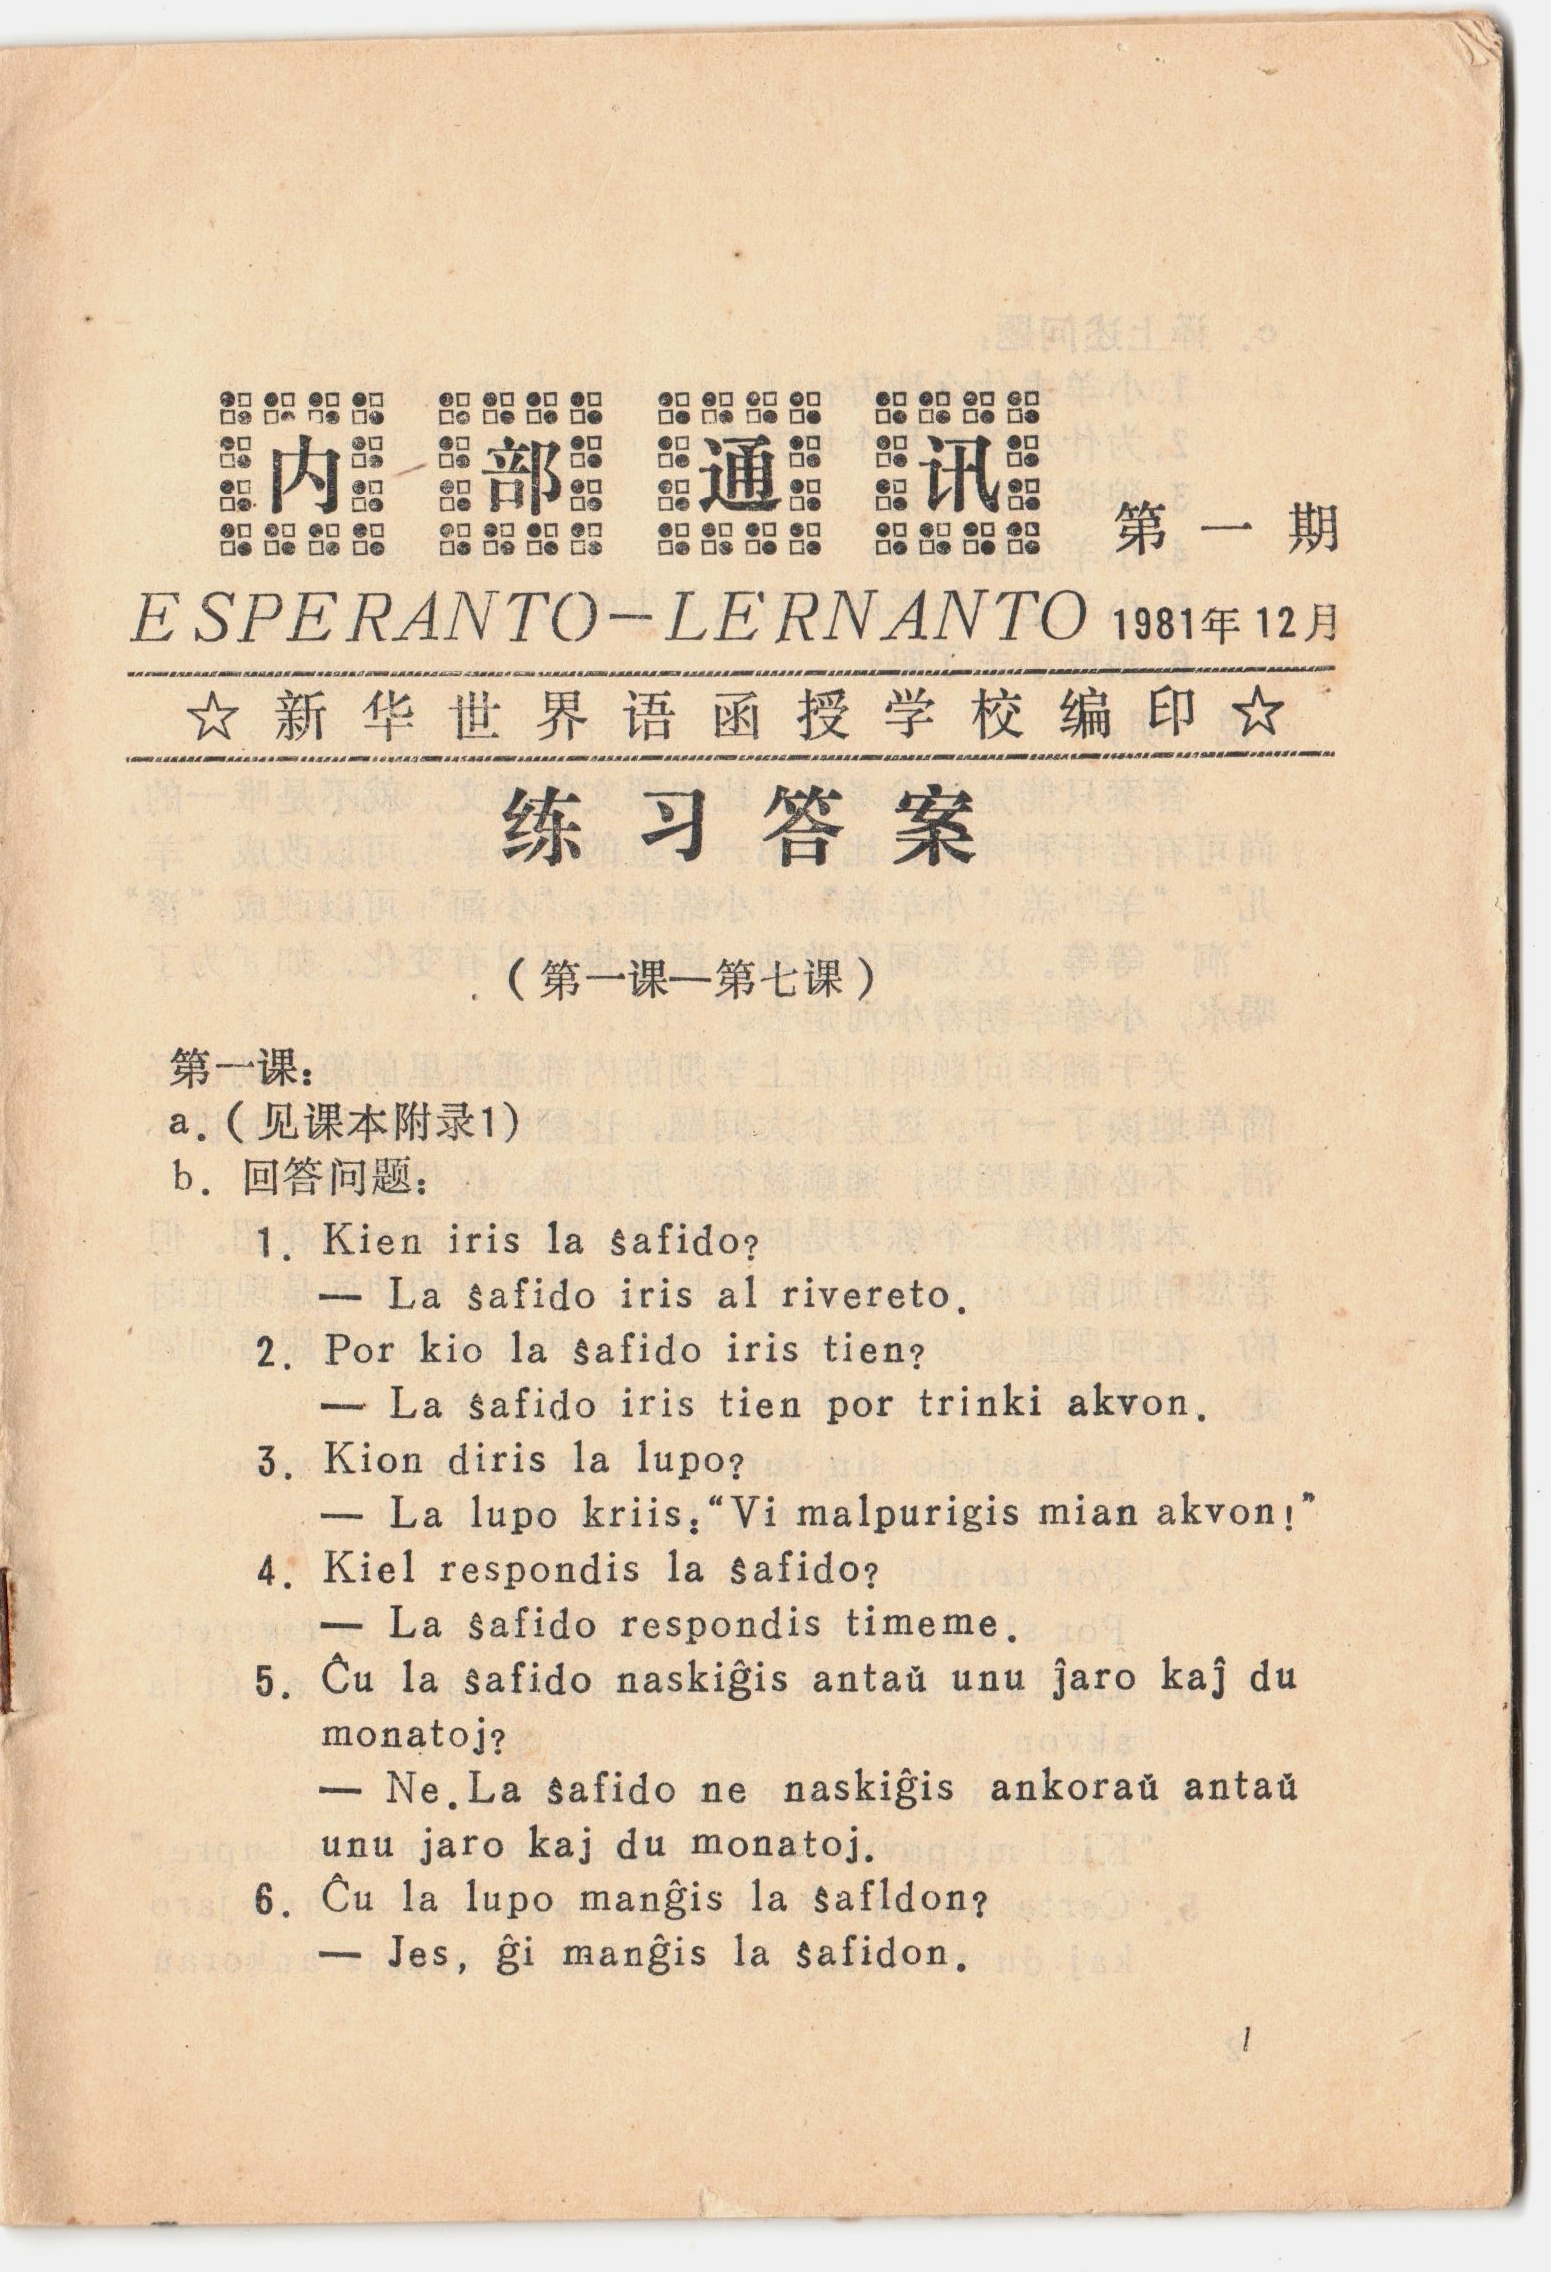 内部通讯 第一期
ESPERANTO-LERNANTO 1981年12月
☆新华世界语函授学校编印☆
练习答案
(第一课—第七课)
第一课:
a.(见课本附录1)
b. 回答问题:
1. Kien iris la ŝafido?
— La ŝafido iris al rivereto.
2. Por kio la ŝafido iris tien?
— La ŝafido iris tien por trinki akvon.
3. Kion diris la lupo?
— La lupo kriis:“Vi malpurigis mian akvon!”
4. Kiel respondis la ŝafido?
— La ŝafido respondis timeme.
5. Ĉu la ŝafido naskiĝis antaŭ unu ĵaro kaĵ du
monatoj?
— Ne.La ŝafido ne naskiĝis ankoraŭ antaŭ
unu jaro kaj du monatoj.
6. Ĉu la lupo manĝis la ŝafldon?
— Jes, ĝi manĝis la ŝafidon.
1